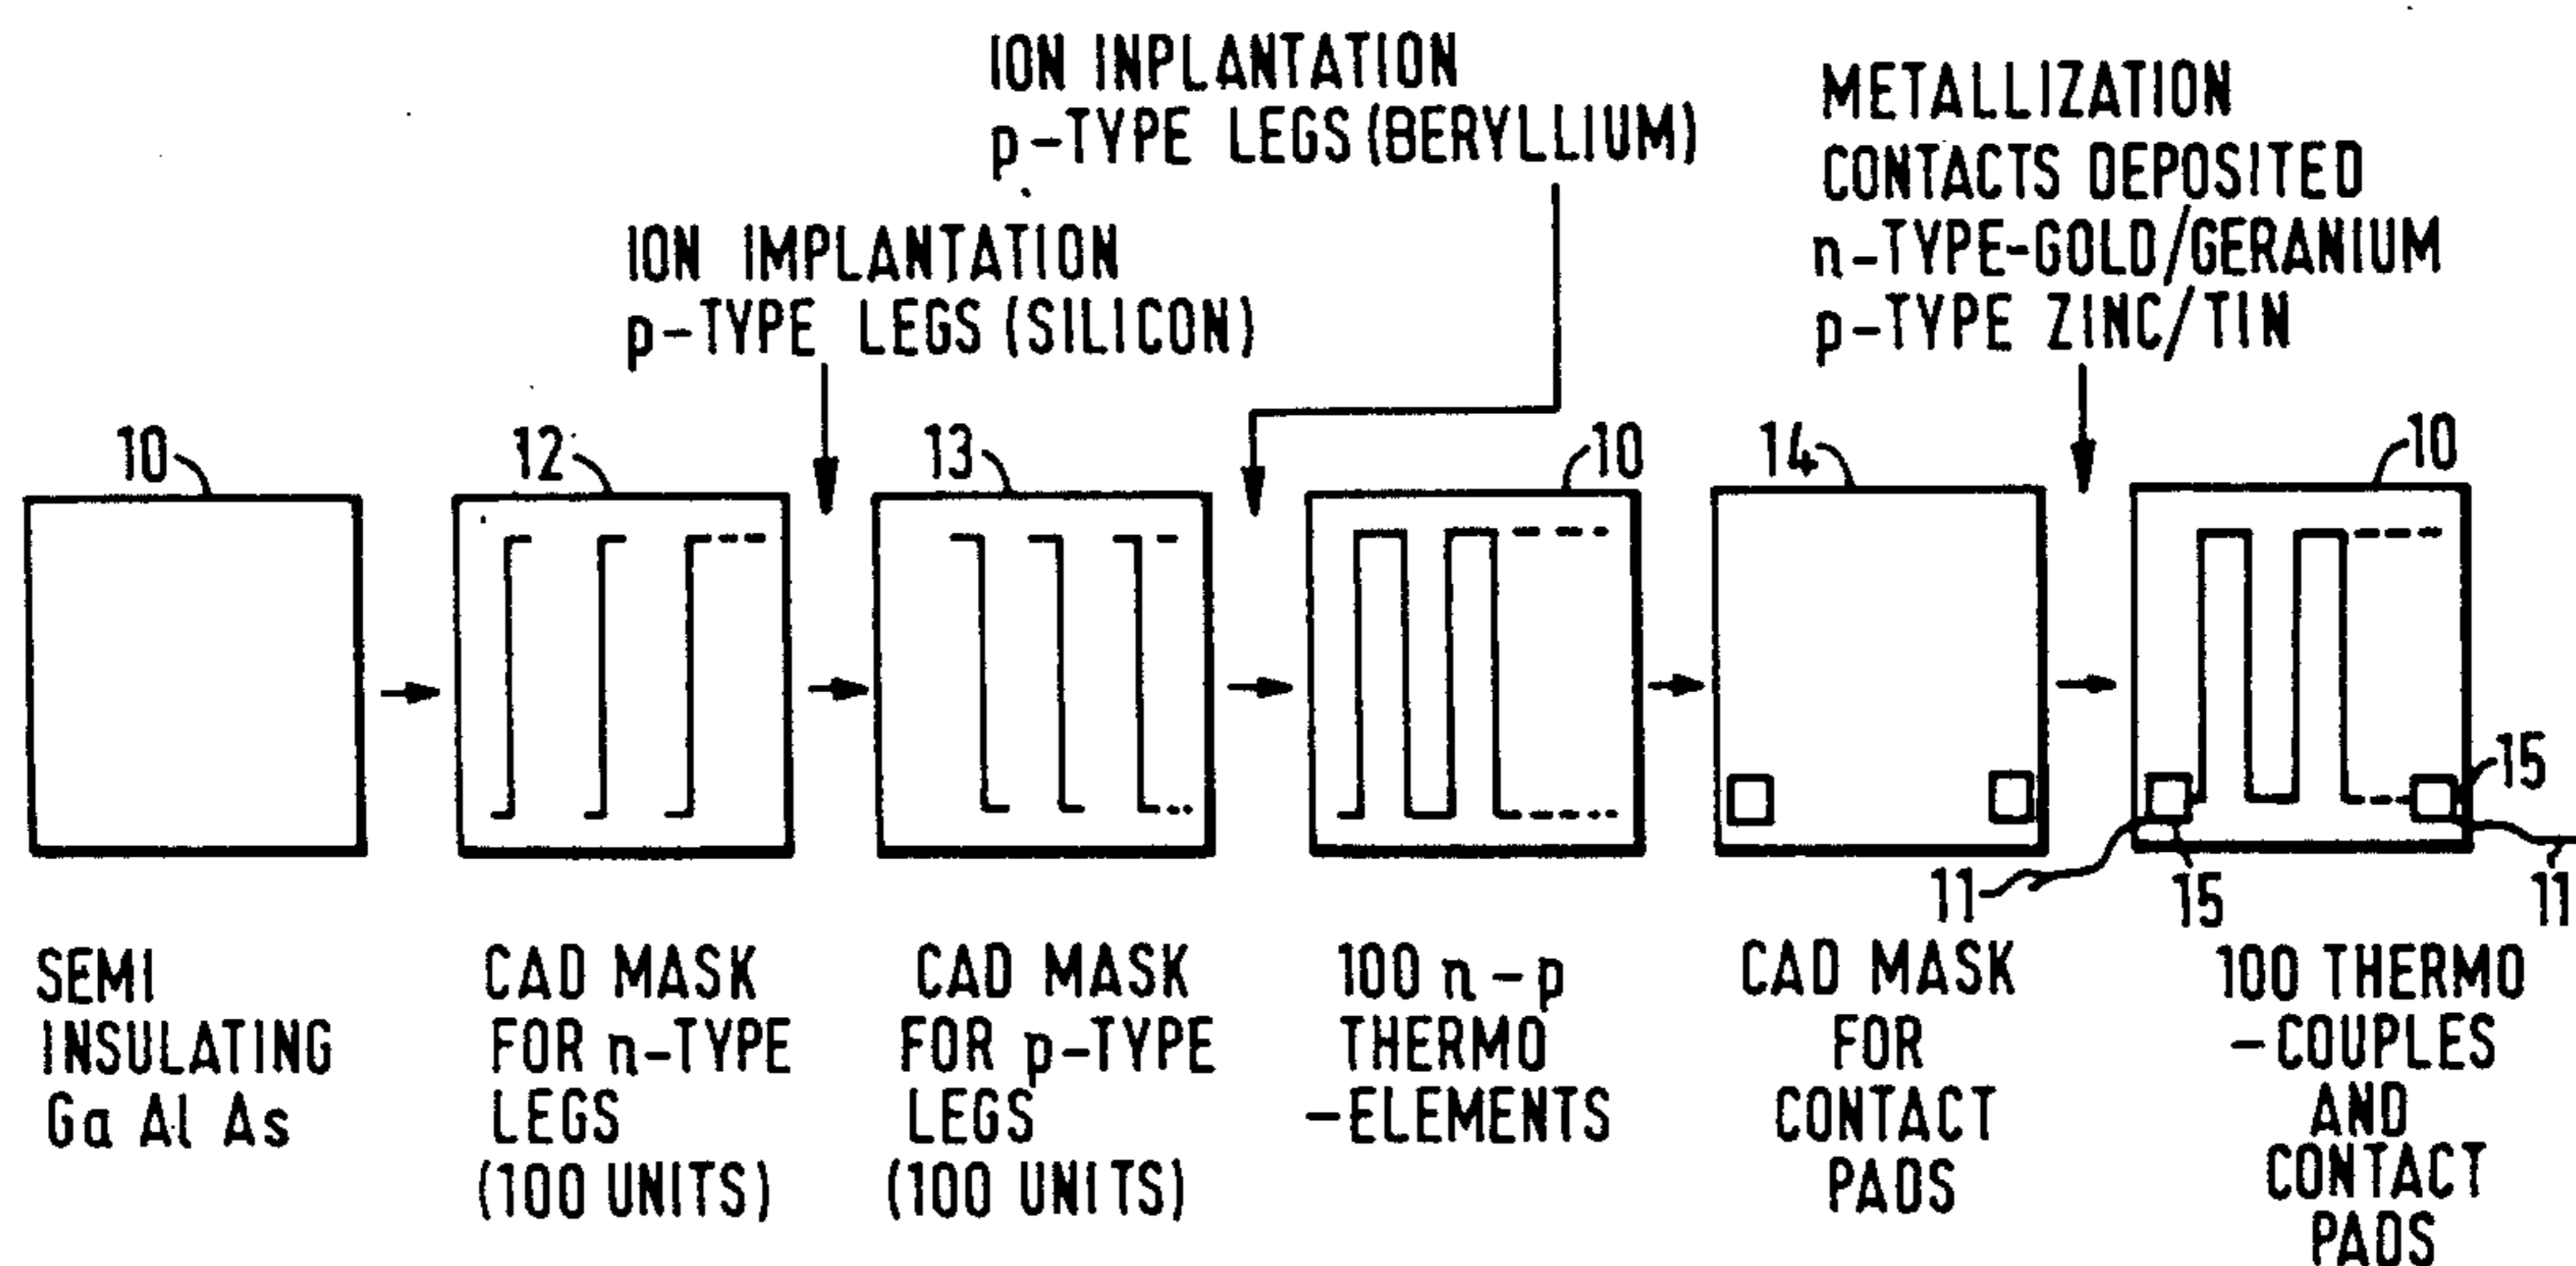 ION INPLANTATION
p-TYPE LEGS (BERYLLIUM)
METALLIZATION
CONTACTS DEPOSITED
n-TYPE-GOLD/GERANIUM
p-TYPE ZINC/TIN
ION IMPLANTATION
p-TYPE LEGS (SILICON)
10
12
13
10
14
10
15
11
15
11
SEMI
INSULATING
Ga Al As
CAD MASK
FOR n-TYPE
LEGS
(100 UNITS)
CAD MASK
FOR p-TYPE
LEGS
(100 UNITS)
100 n-p
THERMO
-ELEMENTS
CAD MASK
FOR
CONTACT
PADS
100 THERMO
-COUPLES
AND
CONTACT
PADS